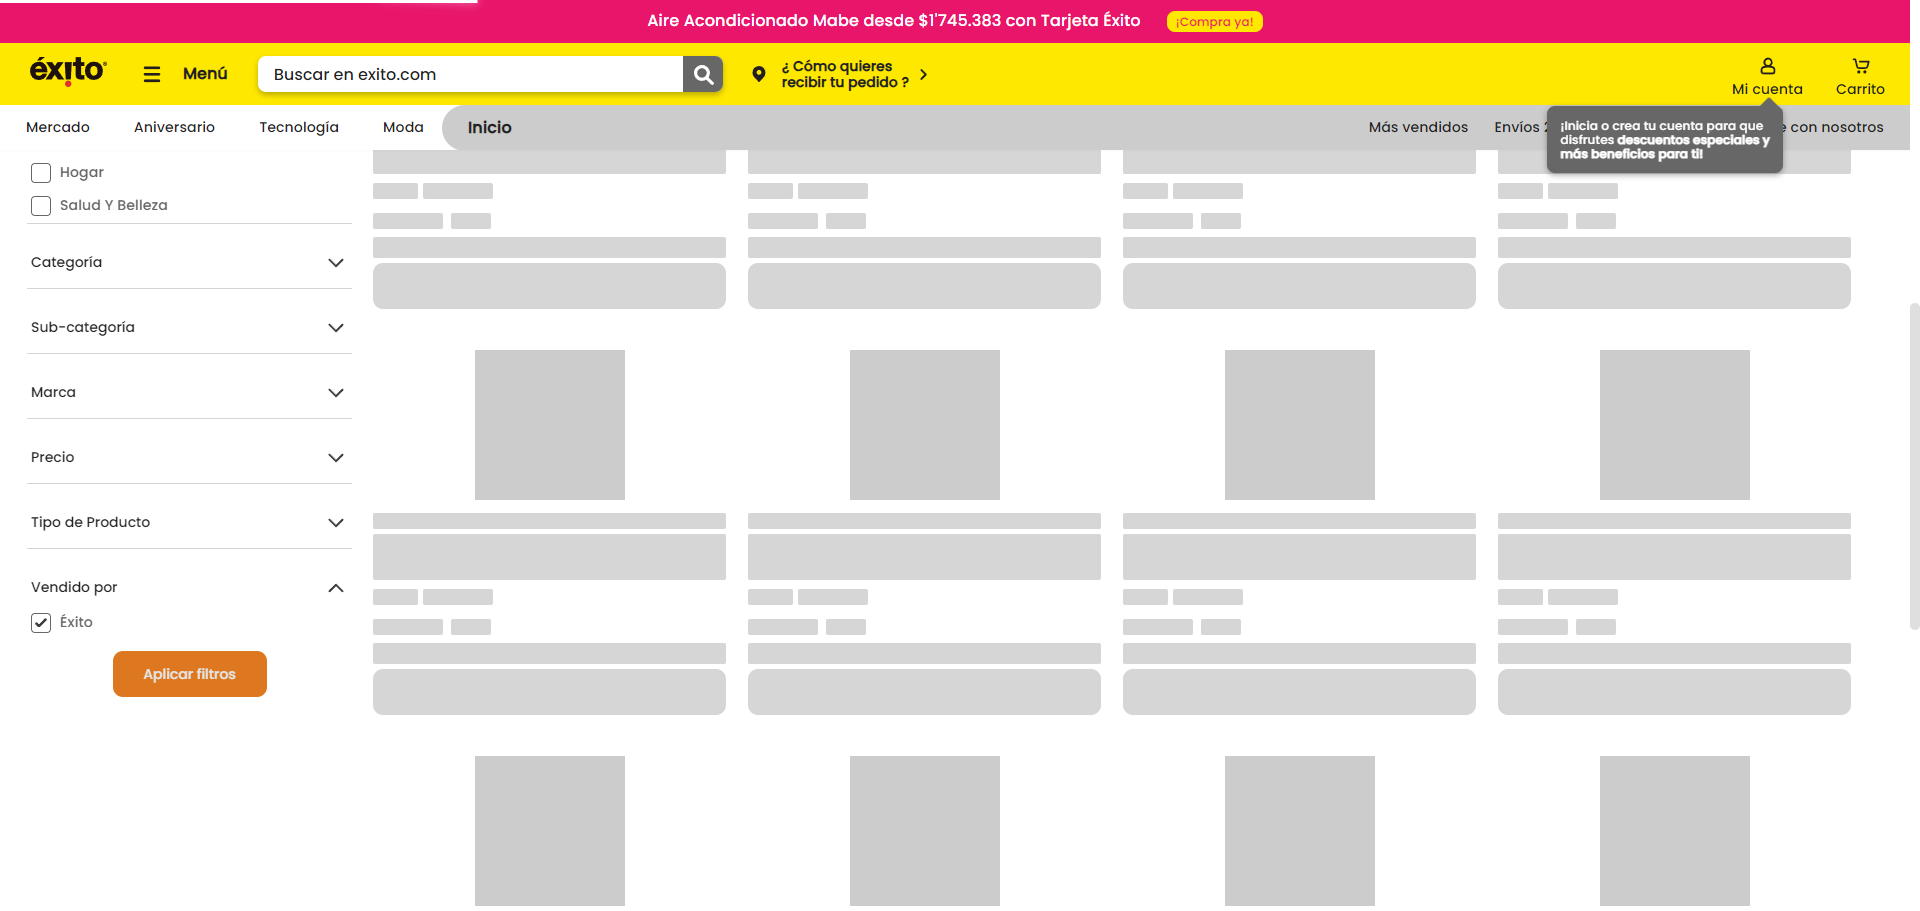 Aire Acondicionado Mabe desde $1'745.383 con Tarjeta Éxito ¡Compra ya!
éxito
Menú
Buscar en exito.com
¿ Cómo quieres
recibir tu pedido ?
Mi cuenta
Carrito
Mercado
Aniversario
Tecnología
Moda
Inicio
Más vendidos
Envíos
con nosotros
¡Inicia o crea tu cuenta para que
disfrutes descuentos especiales y
más beneficios para ti!
Hogar
Salud Y Belleza
Categoría
Sub-categoría
Marca
Precio
Tipo de Producto
Vendido por
Éxito
Aplicar filtros